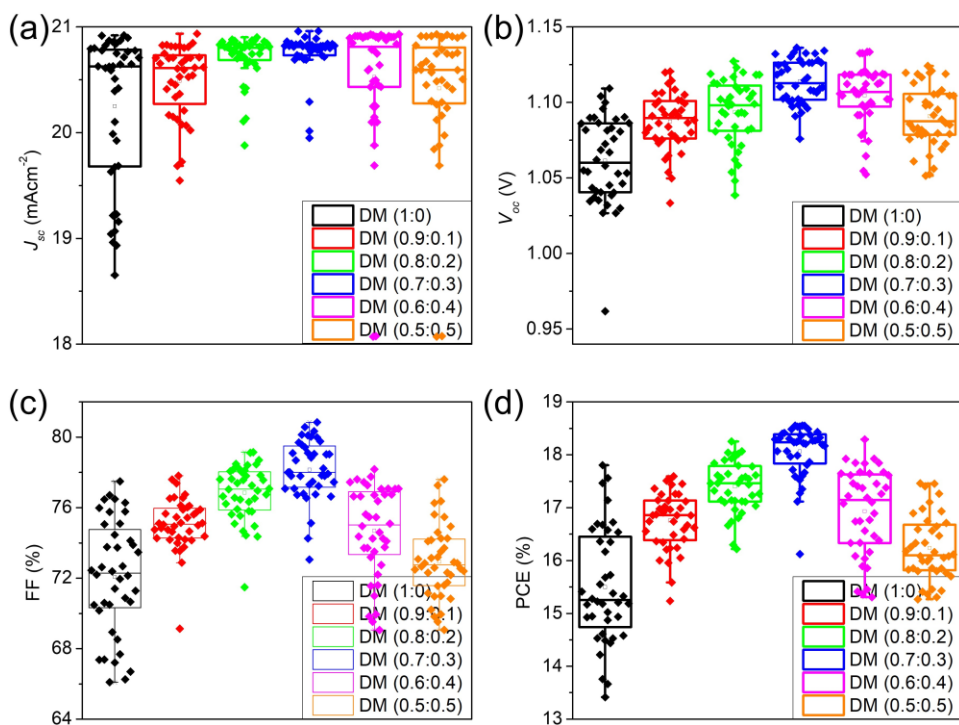 (a)
21
20
19
18
Jsc (mAcm⁻²)
DM (1:0)
DM (0.9:0.1)
DM (0.8:0.2)
DM (0.7:0.3)
DM (0.6:0.4)
DM (0.5:0.5)
(b)
1.15
1.10
1.05
1.00
0.95
Voc (V)
DM (1:0)
DM (0.9:0.1)
DM (0.8:0.2)
DM (0.7:0.3)
DM (0.6:0.4)
DM (0.5:0.5)
(c)
80
76
72
68
64
FF (%)
DM (1:0)
DM (0.9:0.1)
DM (0.8:0.2)
DM (0.7:0.3)
DM (0.6:0.4)
DM (0.5:0.5)
(d)
19
18
17
16
15
14
13
PCE (%)
DM (1:0)
DM (0.9:0.1)
DM (0.8:0.2)
DM (0.7:0.3)
DM (0.6:0.4)
DM (0.5:0.5)